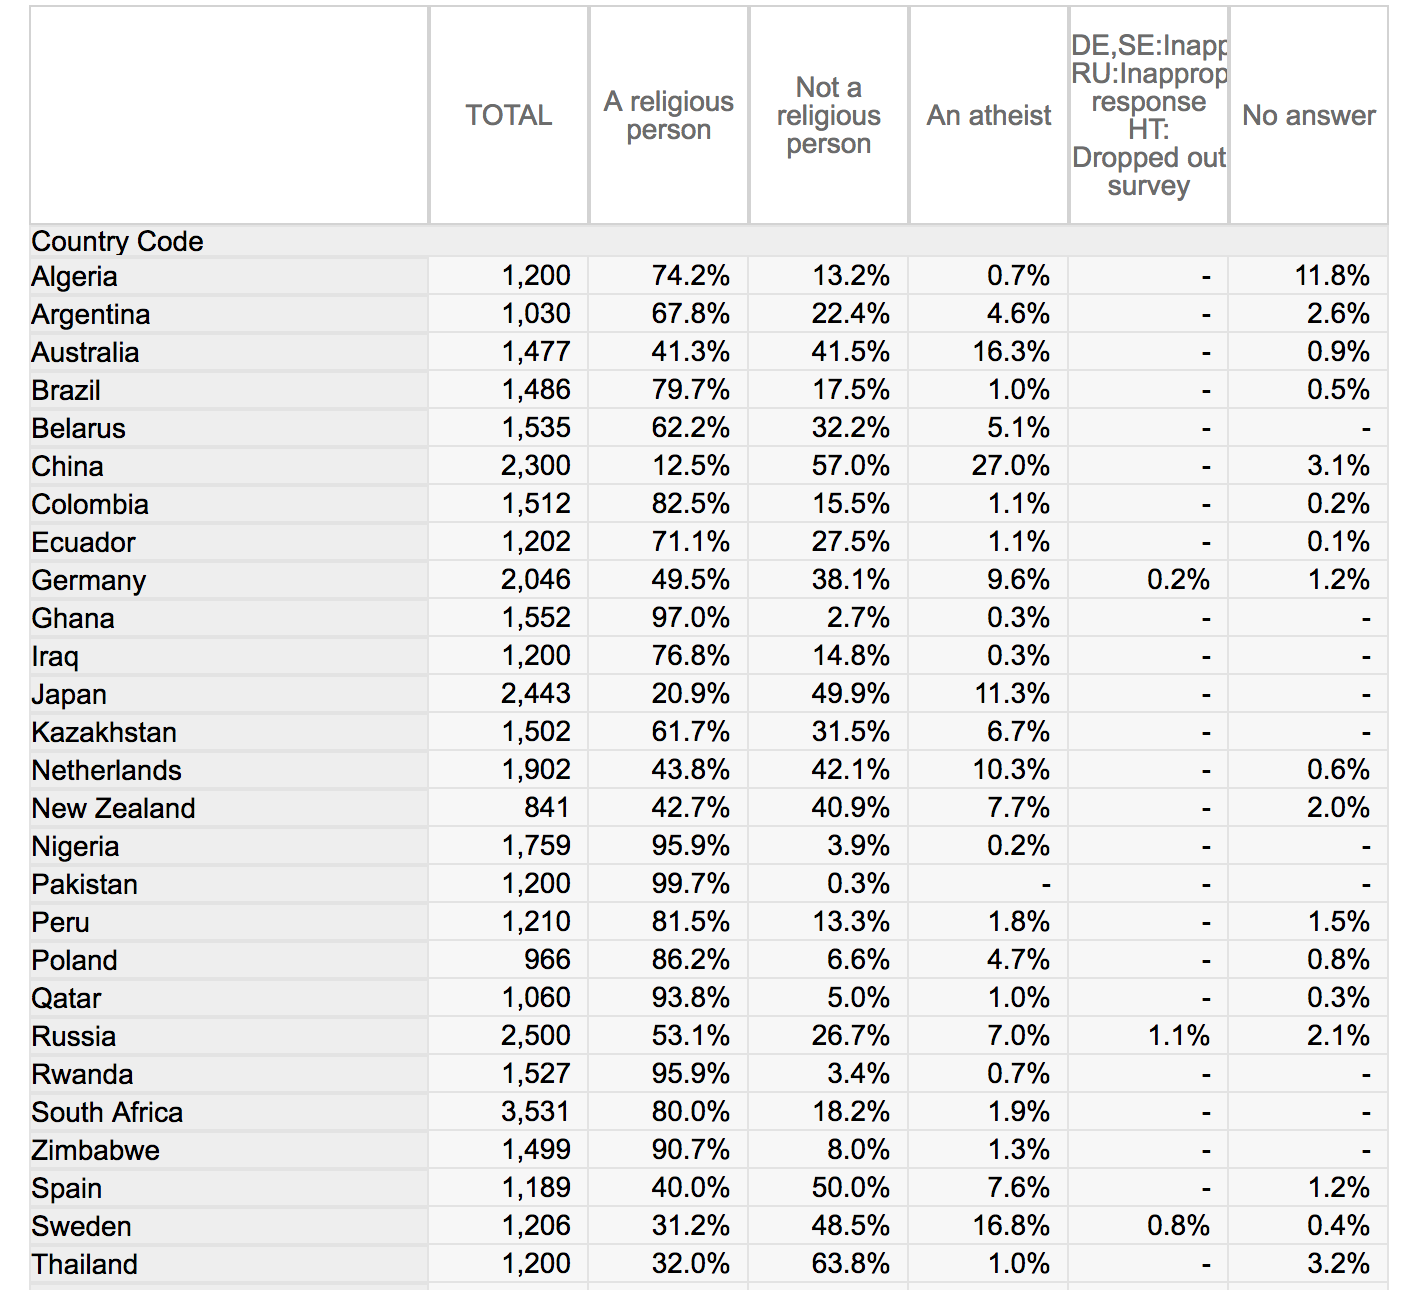 TOTAL A religious person Not a religious person An atheist DE,SE:Inapp RU:Inapprop response HT: Dropped out survey No answer
Country Code
Algeria 1,200 74.2% 13.2% 0.7% - 11.8%
Argentina 1,030 67.8% 22.4% 4.6% - 2.6%
Australia 1,477 41.3% 41.5% 16.3% - 0.9%
Brazil 1,486 79.7% 17.5% 1.0% - 0.5%
Belarus 1,535 62.2% 32.2% 5.1% - -
China 2,300 12.5% 57.0% 27.0% - 3.1%
Colombia 1,512 82.5% 15.5% 1.1% - 0.2%
Ecuador 1,202 71.1% 27.5% 1.1% - 0.1%
Germany 2,046 49.5% 38.1% 9.6% 0.2% 1.2%
Ghana 1,552 97.0% 2.7% 0.3% - -
Iraq 1,200 76.8% 14.8% 0.3% - -
Japan 2,443 20.9% 49.9% 11.3% - -
Kazakhstan 1,502 61.7% 31.5% 6.7% - -
Netherlands 1,902 43.8% 42.1% 10.3% - 0.6%
New Zealand 841 42.7% 40.9% 7.7% - 2.0%
Nigeria 1,759 95.9% 3.9% 0.2% - -
Pakistan 1,200 99.7% 0.3% - - -
Peru 1,210 81.5% 13.3% 1.8% - 1.5%
Poland 966 86.2% 6.6% 4.7% - 0.8%
Qatar 1,060 93.8% 5.0% 1.0% - 0.3%
Russia 2,500 53.1% 26.7% 7.0% 1.1% 2.1%
Rwanda 1,527 95.9% 3.4% 0.7% - -
South Africa 3,531 80.0% 18.2% 1.9% - -
Zimbabwe 1,499 90.7% 8.0% 1.3% - -
Spain 1,189 40.0% 50.0% 7.6% - 1.2%
Sweden 1,206 31.2% 48.5% 16.8% 0.8% 0.4%
Thailand 1,200 32.0% 63.8% 1.0% - 3.2%